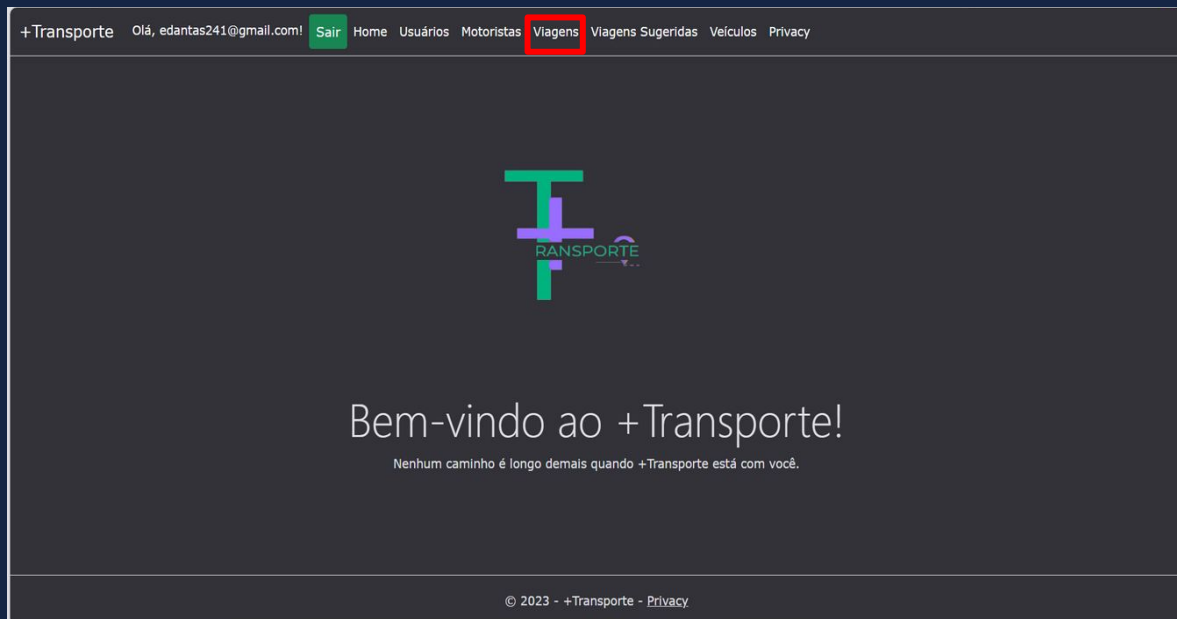 +Transporte Olá, edantas241@gmail.com! Sair Home Usuários Motoristas Viagens Viagens Sugeridas Veículos Privacy
RANSPORTE
Bem-vindo ao +Transporte!
Nenhum caminho é longo demais quando +Transporte está com você.
© 2023 - +Transporte - Privacy